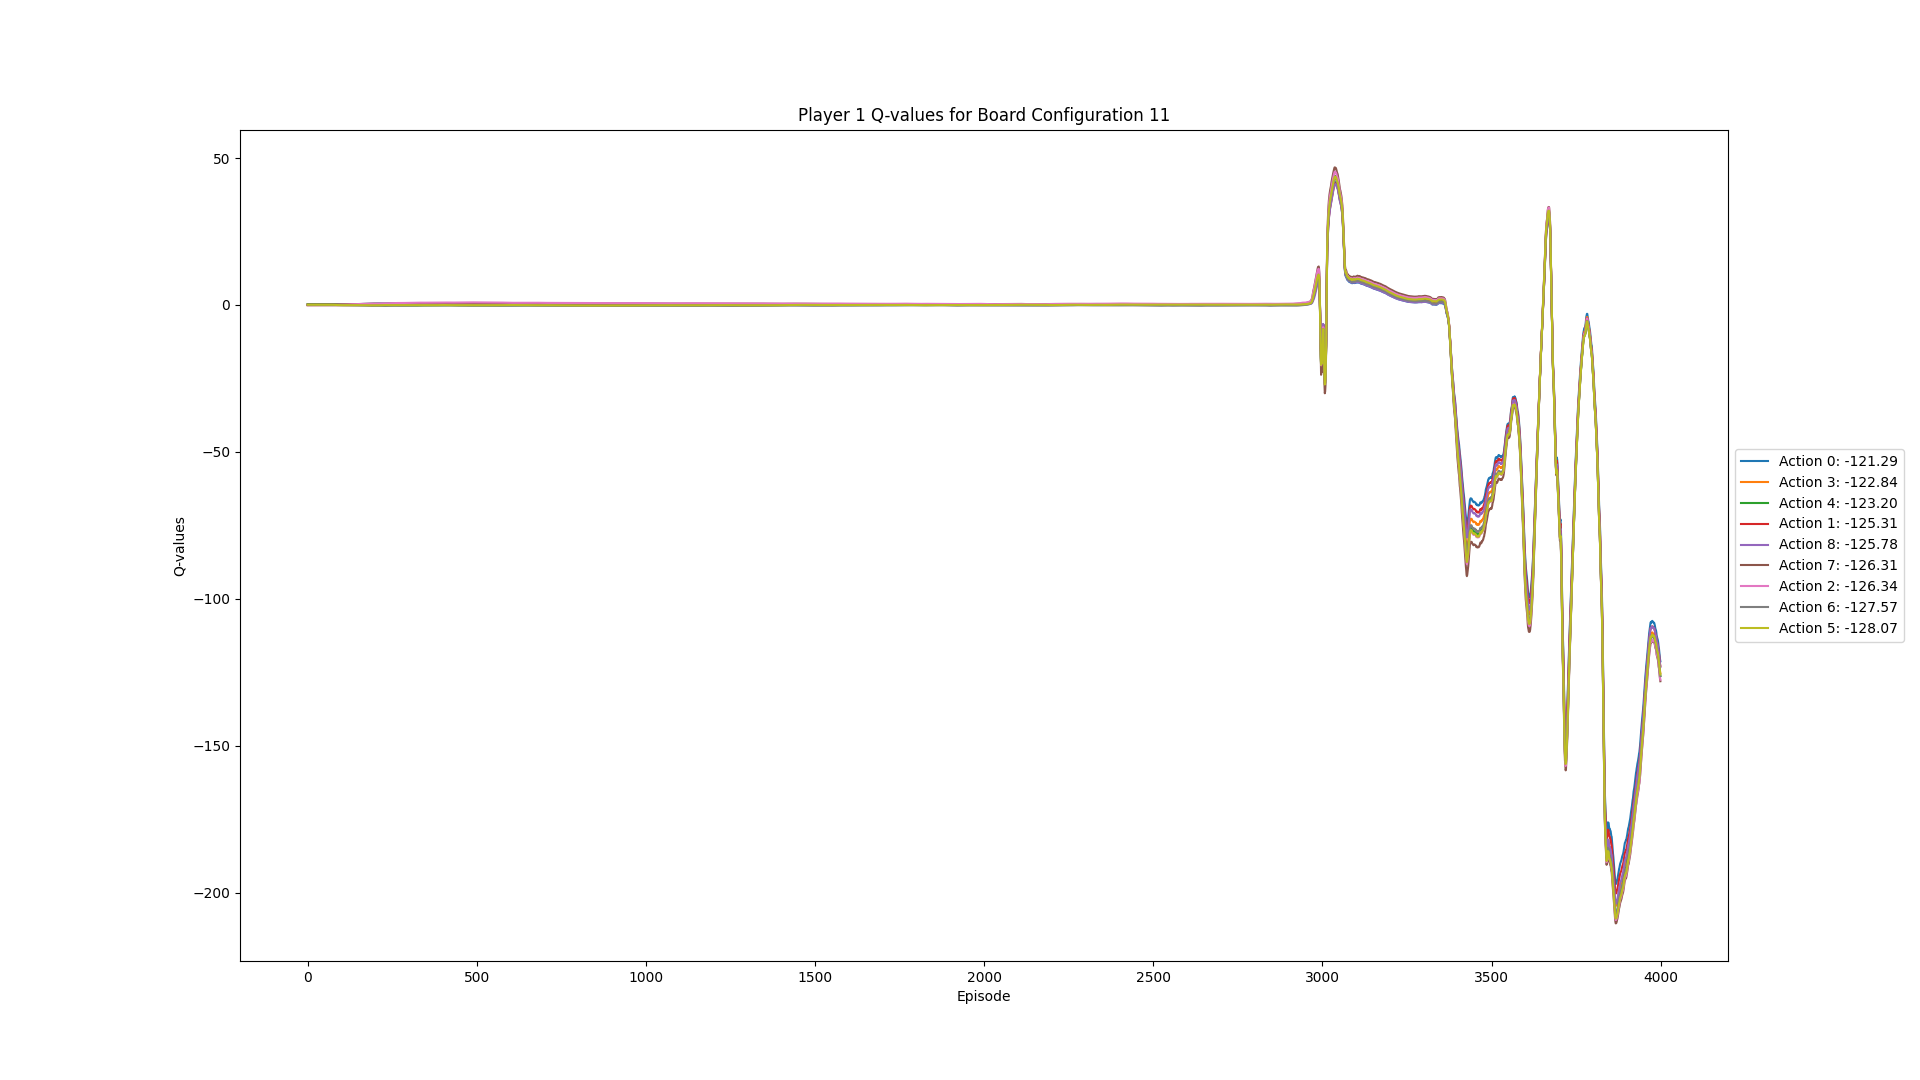 Player 1 Q-values for Board Configuration 11
50
0
−50
−100
−150
−200
Q-values
0
500
1000
1500
2000
2500
3000
3500
4000
Episode
Action 0: -121.29
Action 3: -122.84
Action 4: -123.20
Action 1: -125.31
Action 8: -125.78
Action 7: -126.31
Action 2: -126.34
Action 6: -127.57
Action 5: -128.07